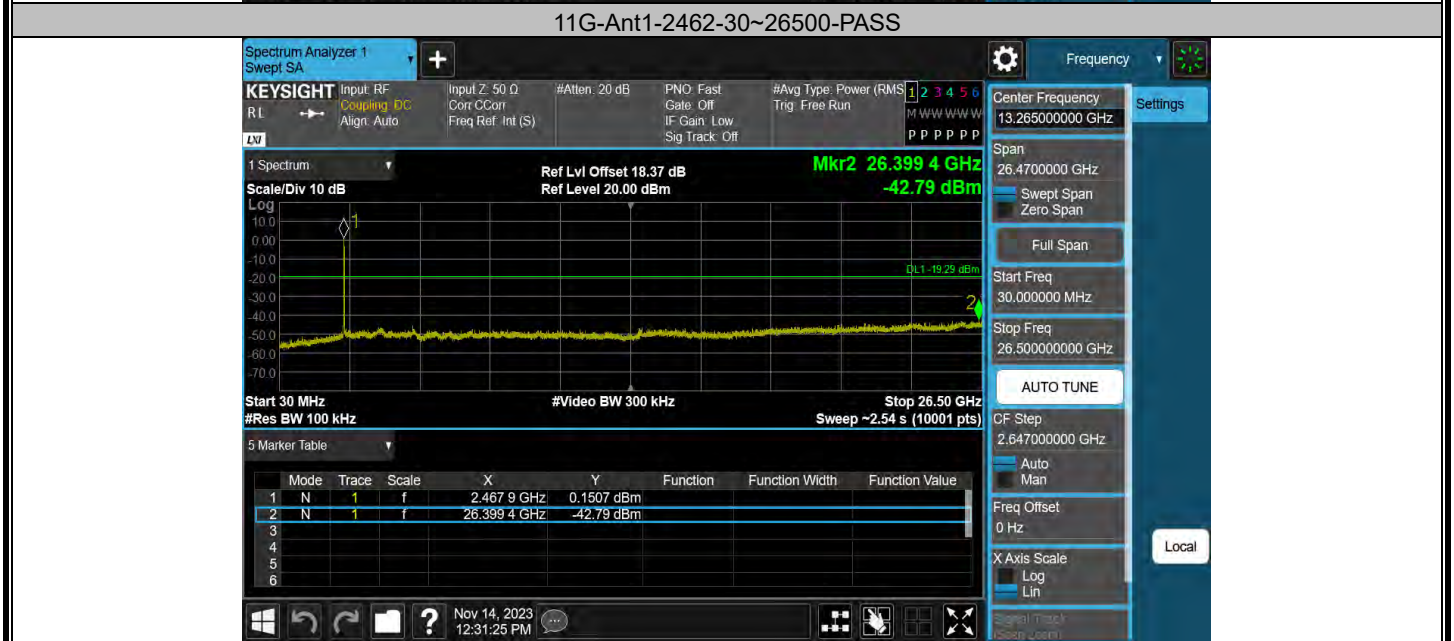 11G-Ant1-2462-30~26500-PASS
Spectrum Analyzer 1
Swept SA
+
Frequency
KEYSIGHT
RL
LXI
Input: RF
Coupling: DC
Align: Auto
Input Z: 50 Ω
Corr CCorr
Freq Ref: Int (S)
#Atten: 20 dB
PNO: Fast
Gate: Off
IF Gain: Low
Sig Track: Off
#Avg Type: Power (RMS
Trig: Free Run
1 2 3 4 5 6
M W W W W W
P P P P P P
1 Spectrum
Scale/Div 10 dB
Log
Ref Lvl Offset 18.37 dB
Ref Level 20.00 dBm
Mkr2 26.399 4 GHz
-42.79 dBm
10.0
0.00
-10.0
-20.0
-30.0
-40.0
-50.0
-60.0
-70.0
1
DL1 -19.29 dBm
2
Start 30 MHz
#Res BW 100 kHz
#Video BW 300 kHz
Stop 26.50 GHz
Sweep ~2.54 s (10001 pts)
5 Marker Table
Mode Trace Scale X Y Function Function Width Function Value
1 N 1 f 2.467 9 GHz 0.1507 dBm
2 N 1 f 26.399 4 GHz -42.79 dBm
3
4
5
6
Nov 14, 2023
12:31:25 PM
?
Center Frequency
13.265000000 GHz
Settings
Span
26.4700000 GHz
Swept Span
Zero Span
Full Span
Start Freq
30.000000 MHz
Stop Freq
26.500000000 GHz
AUTO TUNE
CF Step
2.647000000 GHz
Auto
Man
Freq Offset
0 Hz
Local
X Axis Scale
Log
Lin
Signal Track
(Span Zoom)